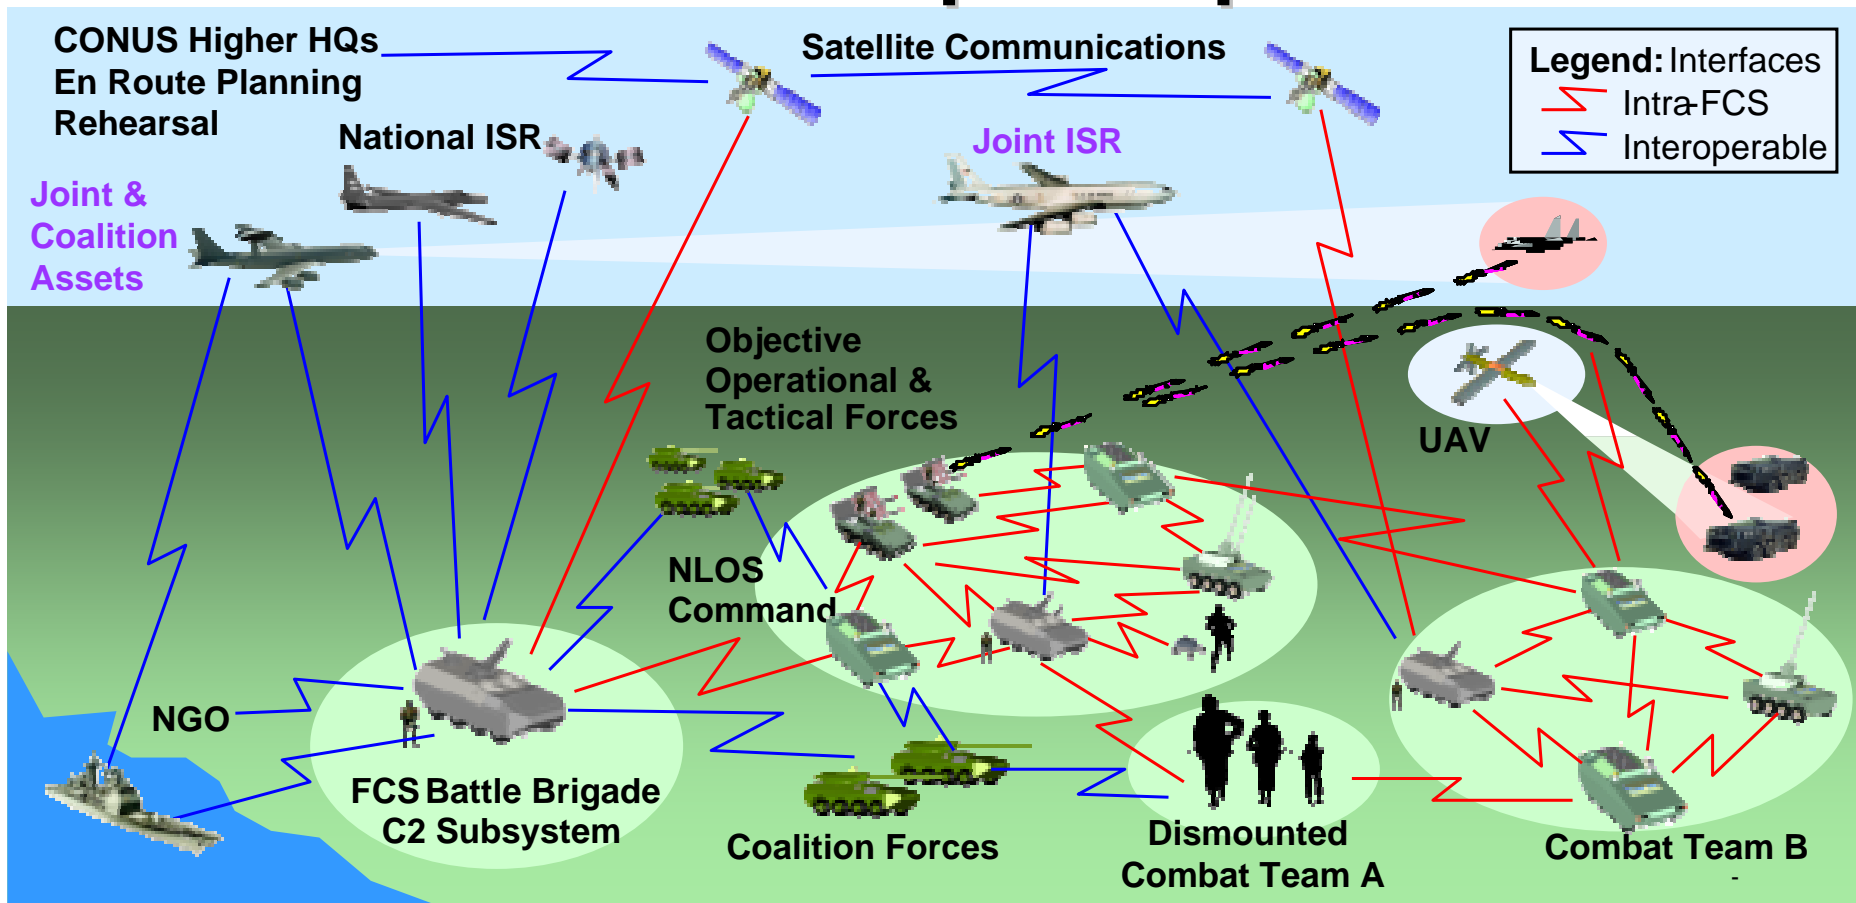 CONUS Higher HQs
En Route Planning
Rehearsal
Satellite Communications
Legend: Interfaces
Intra-FCS
Interoperable
National ISR
Joint ISR
Joint &
Coalition
Assets
Objective
Operational &
Tactical Forces
UAV
NLOS
Command
NGO
FCS Battle Brigade
C2 Subsystem
Coalition Forces
Dismounted
Combat Team A
Combat Team B
-